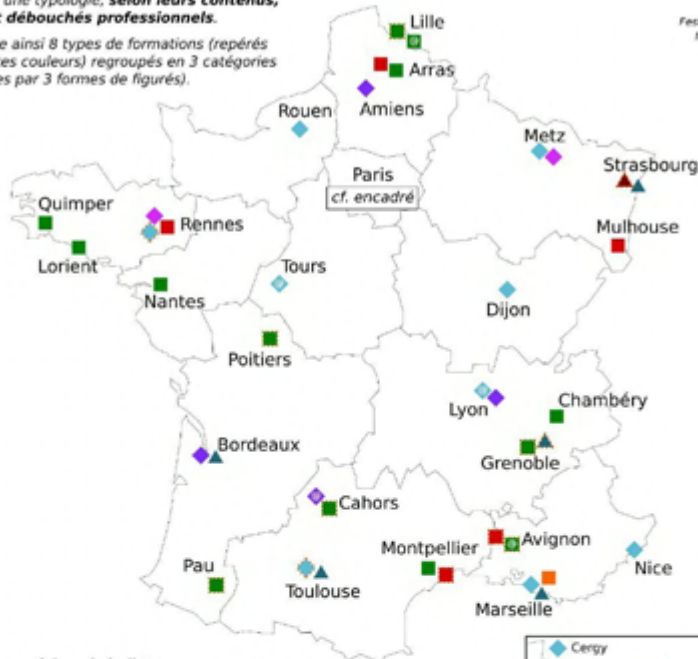 une typologie, selon leurs contenus,
débouchés professionnels.
ainsi 8 types de formations (repérés
couleurs) regroupés en 3 catégories
par 3 formes de figurés).
Lille
Arras
Amiens
Rouen
Metz
Strasbourg
Paris
cf. encadré
Quimper
Rennes
Mulhouse
Lorient
Tours
Nantes
Dijon
Poitiers
Lyon
Chambéry
Bordeaux
Grenoble
Cahors
Avignon
Montpellier
Pau
Nice
Toulouse
Marseille
Cergy